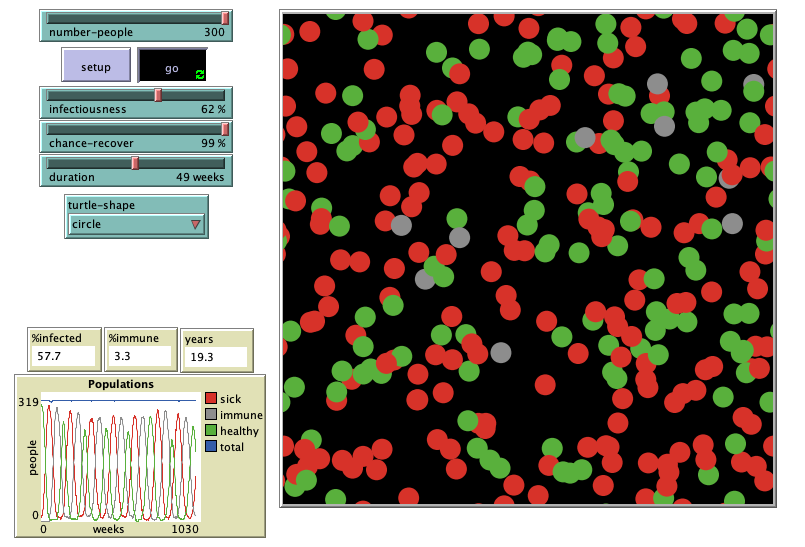 number-people 300
setup
go
infectiousness 62 %
chance-recover 99 %
duration 49 weeks
turtle-shape
circle
%infected
57.7
%immune
3.3
years
19.3
Populations
319
people
0
0 weeks 1030
sick
immune
healthy
total